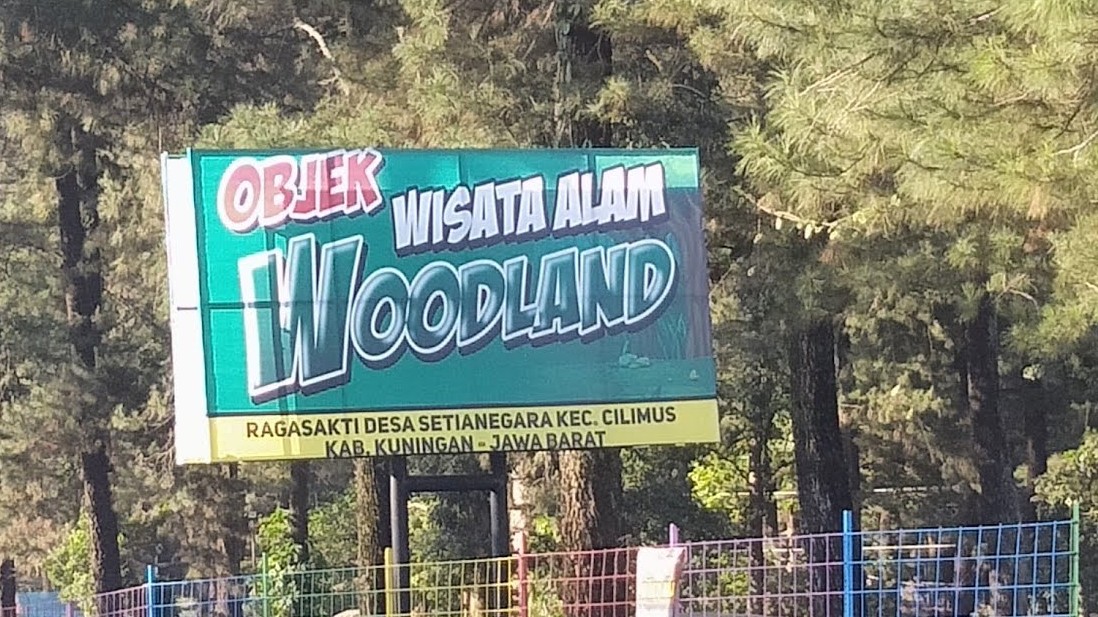 OBJEK
WISATA ALAM
WOODLAND
RAGASAKTI DESA SETIANEGARA KEC. CILIMUS
KAB. KUNINGAN - JAWA BARAT